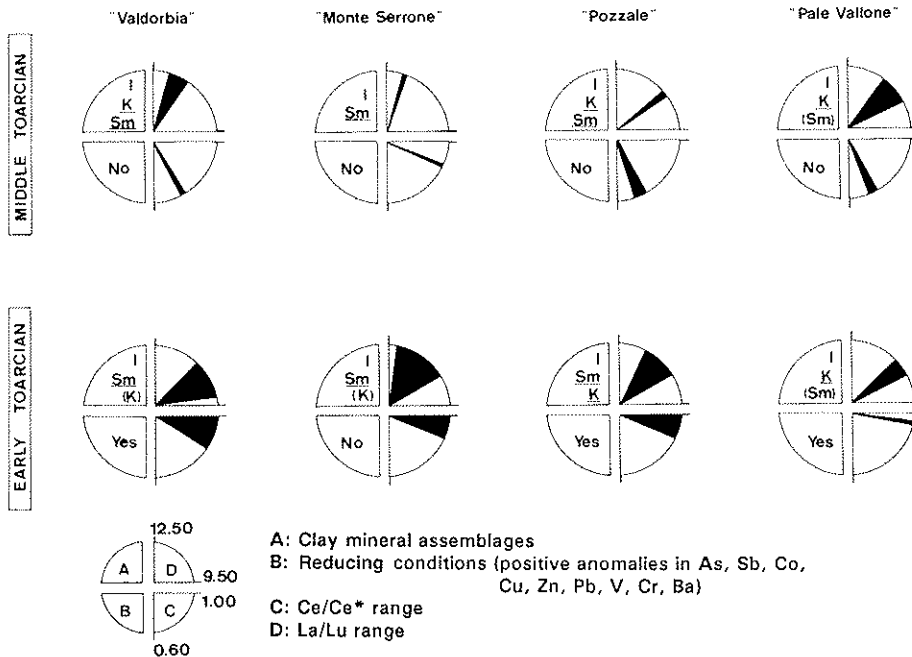 "Valdorbia" "Monte Serrone" "Pozzale" "Pale Vallone"
MIDDLE TOARCIAN
I I I I
K Sm K K
Sm Sm (Sm)
No No No No
EARLY TOARCIAN
I I I I
Sm Sm Sm K
(K) (K) K (Sm)
Yes No Yes Yes
12.50
A D
9.50
1.00
B C
0.60
A: Clay mineral assemblages
B: Reducing conditions (positive anomalies in As, Sb, Co,
Cu, Zn, Pb, V, Cr, Ba)
C: Ce/Ce* range
D: La/Lu range